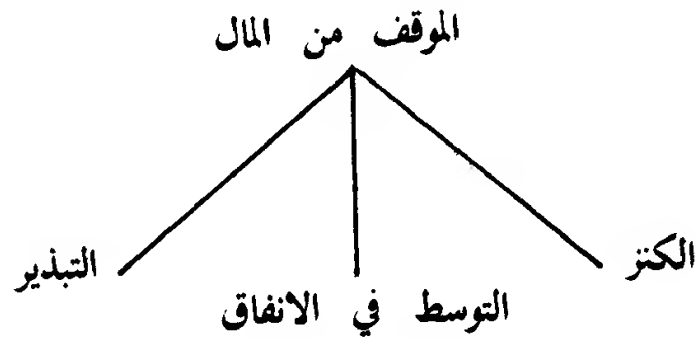 الموقف من المال
الكنز
التبذير
التوسط في الانفاق